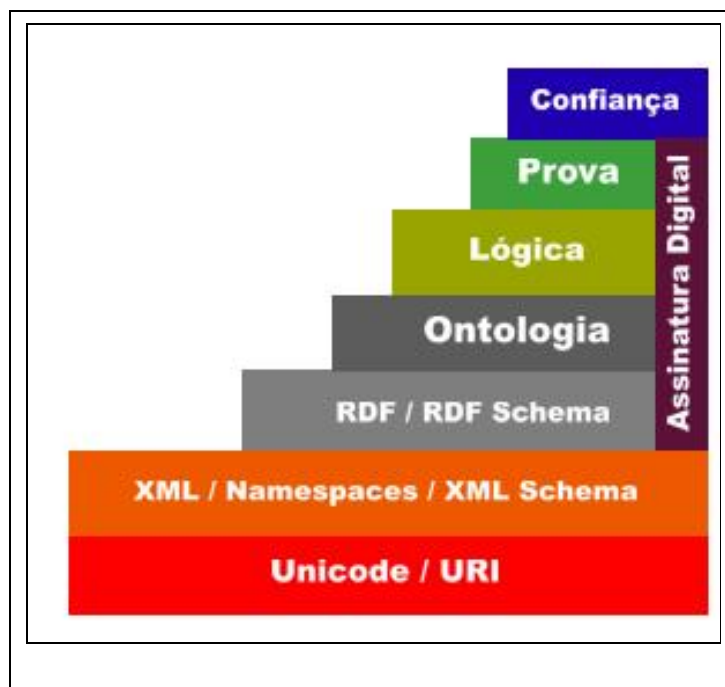 Confiança
Prova
Lógica
Ontologia
RDF / RDF Schema
Assinatura Digital
XML / Namespaces / XML Schema
Unicode / URI